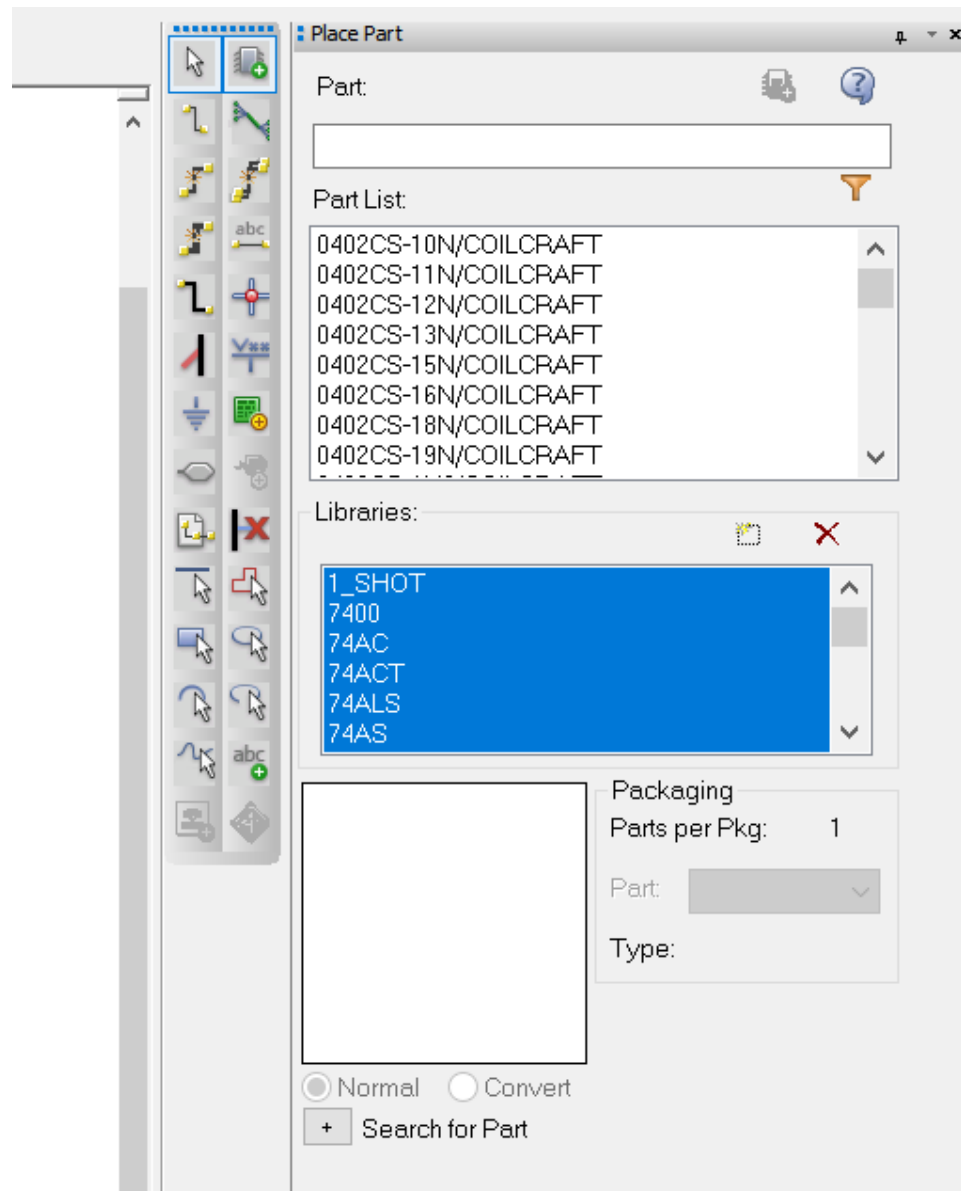 Place Part
Part:
Part List:
0402CS-10N/COILCRAFT
0402CS-11N/COILCRAFT
0402CS-12N/COILCRAFT
0402CS-13N/COILCRAFT
0402CS-15N/COILCRAFT
0402CS-16N/COILCRAFT
0402CS-18N/COILCRAFT
0402CS-19N/COILCRAFT
abc
V**
Libraries:
1_SHOT
7400
74AC
74ACT
74ALS
74AS
abc
Packaging
Parts per Pkg: 1
Part:
Type:
Normal Convert
+ Search for Part